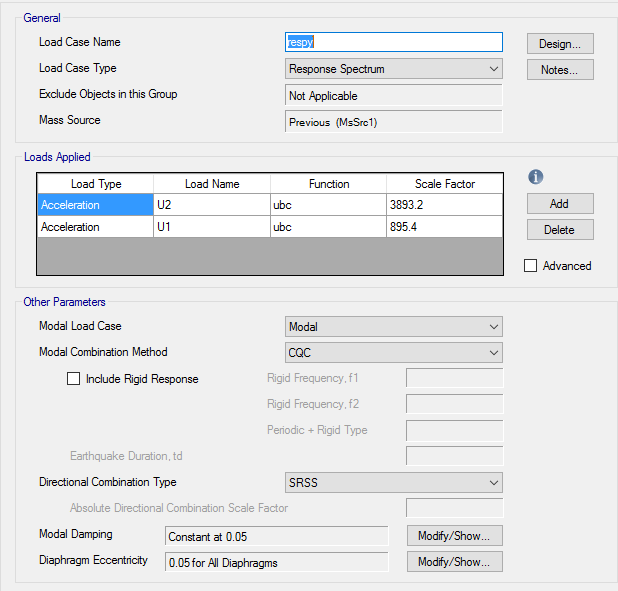 General
Load Case Name respy Design...
Load Case Type Response Spectrum Notes...
Exclude Objects in this Group Not Applicable
Mass Source Previous (MsSrc1)
Loads Applied
Load Type Load Name Function Scale Factor
Acceleration U2 ubc 3893.2 Add
Acceleration U1 ubc 895.4 Delete
Advanced
Other Parameters
Modal Load Case Modal
Modal Combination Method CQC
Include Rigid Response Rigid Frequency, f1
Rigid Frequency, f2
Periodic + Rigid Type
Earthquake Duration, td
Directional Combination Type SRSS
Absolute Directional Combination Scale Factor
Modal Damping Constant at 0.05 Modify/Show...
Diaphragm Eccentricity 0.05 for All Diaphragms Modify/Show...